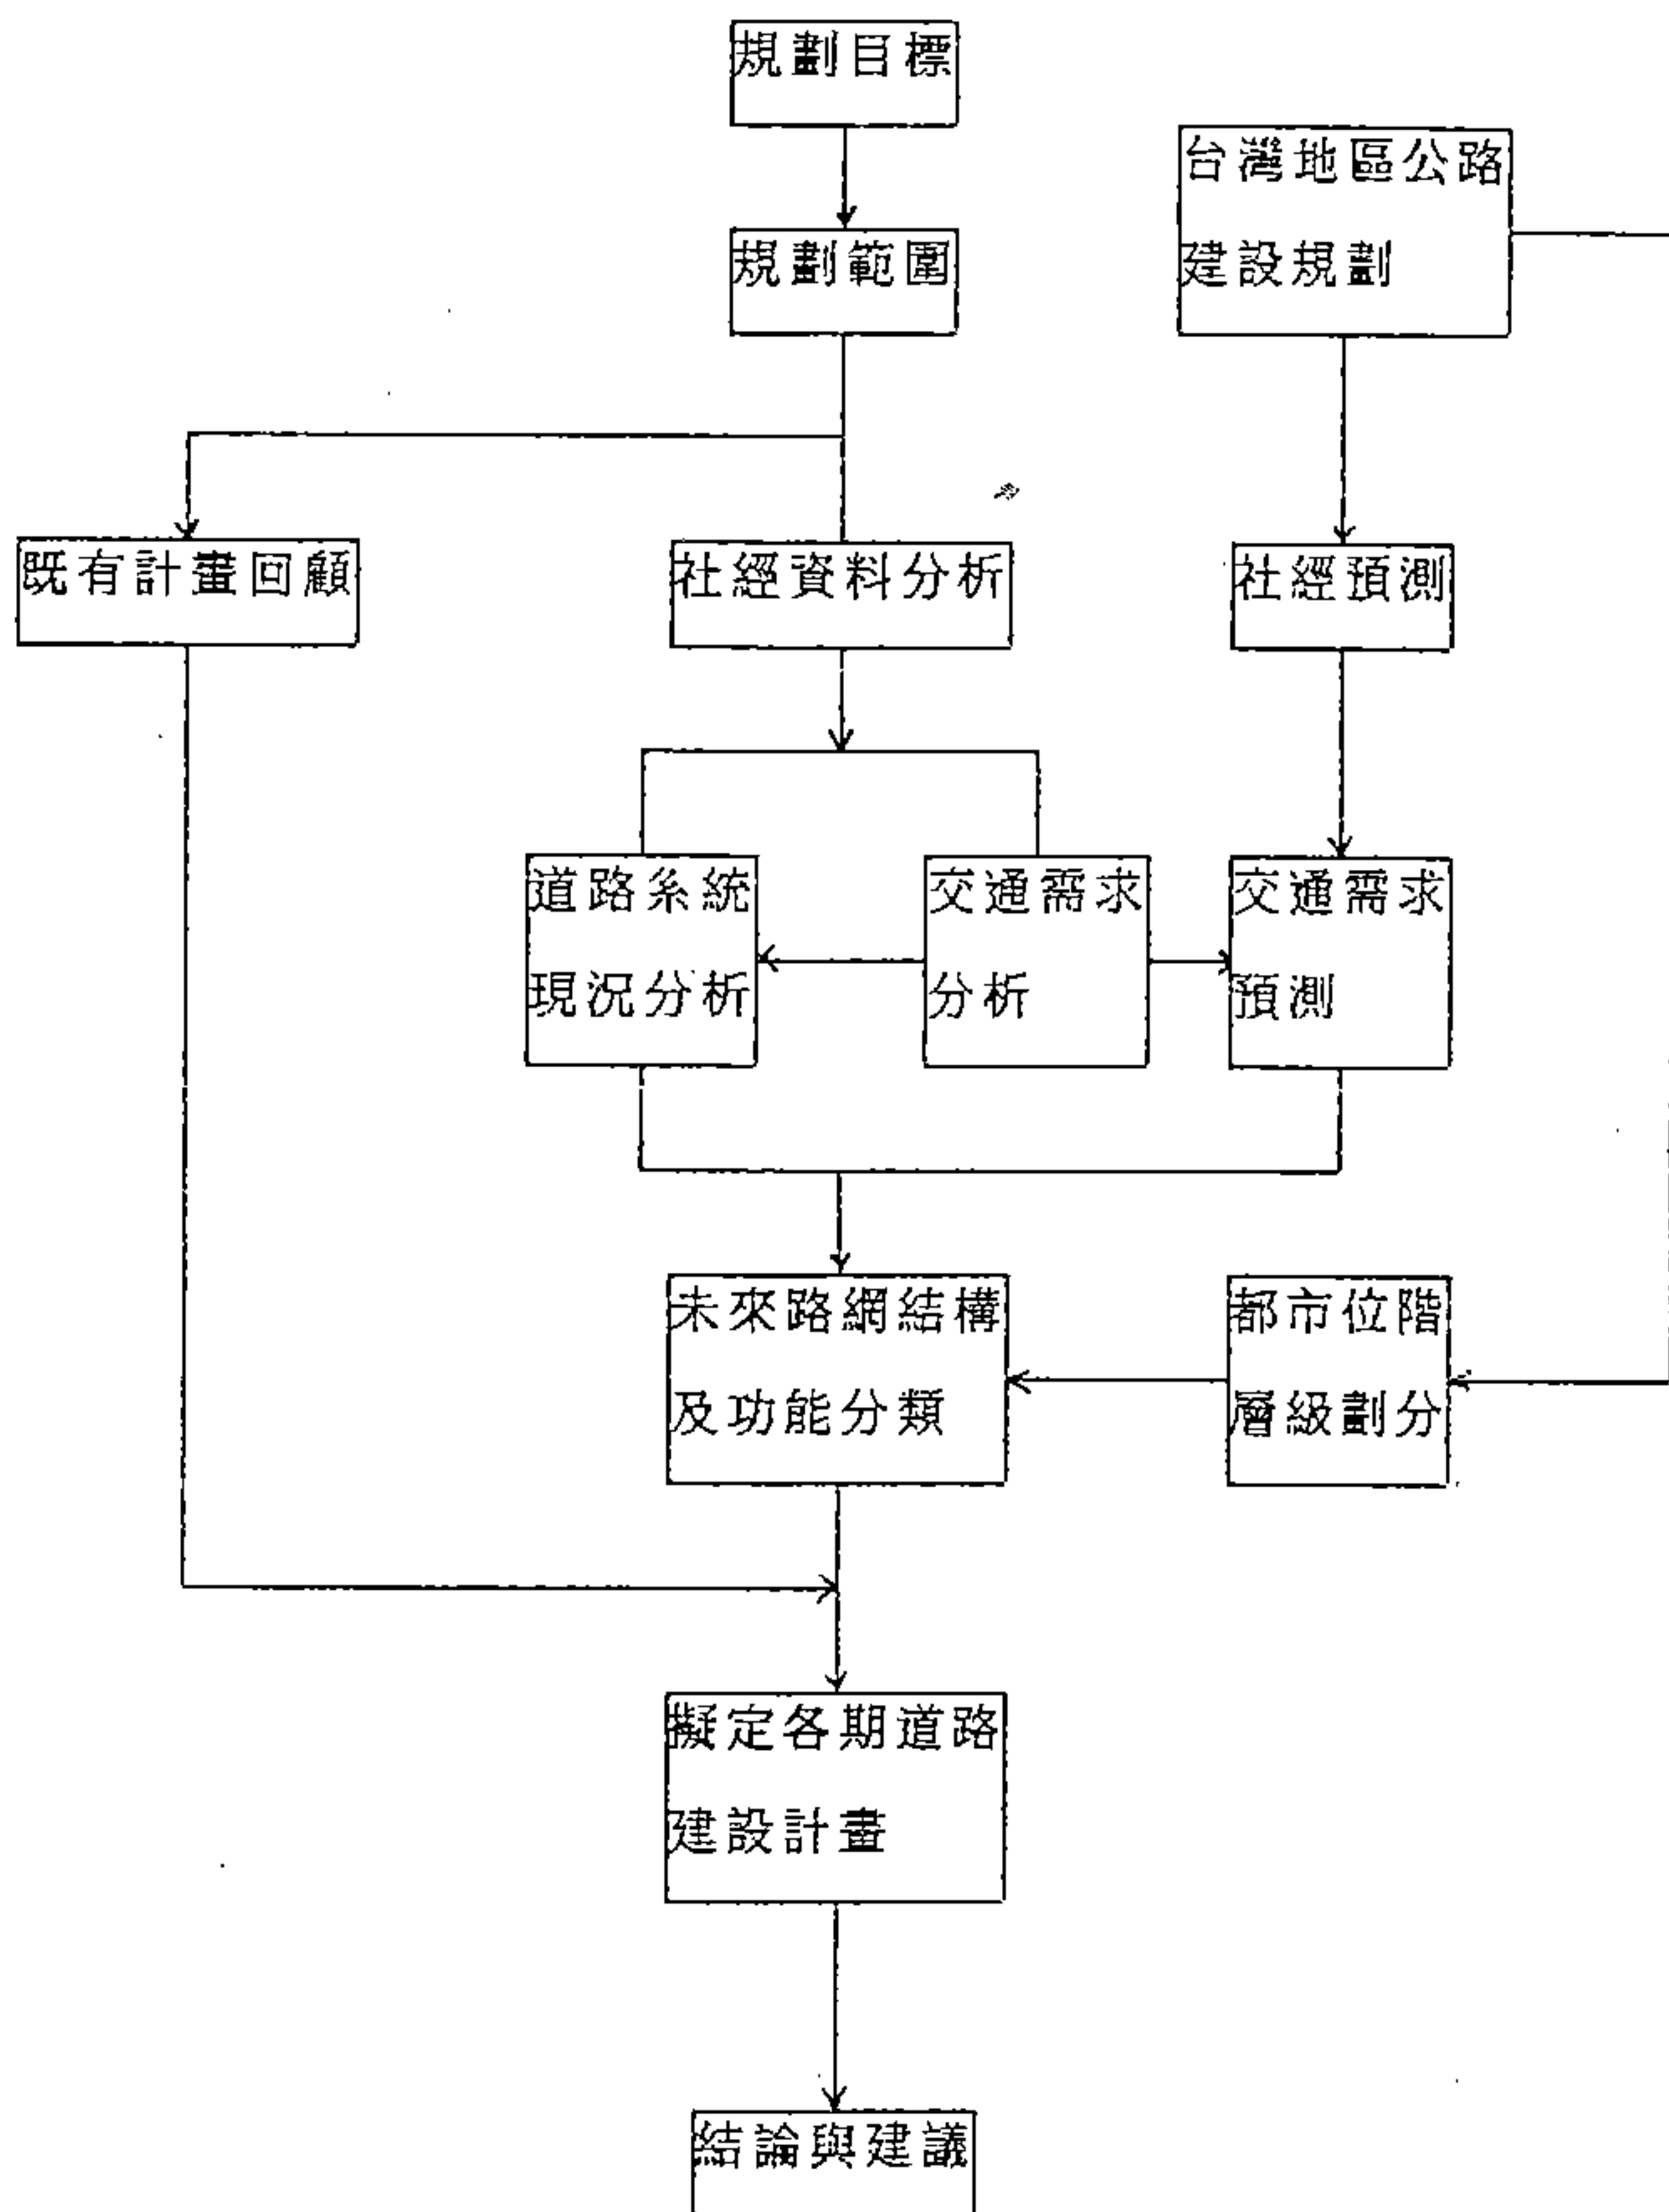 規劃目標
台灣地區公路
建設規劃
規劃範圍
既有計畫回顧
社經資料分析
社經預測
道路系統
現況分析
交通需求
分析
交通需求
預測
未來路網結構
及功能分類
都市位階
層級劃分
擬定各期道路
建設計畫
結論與建議